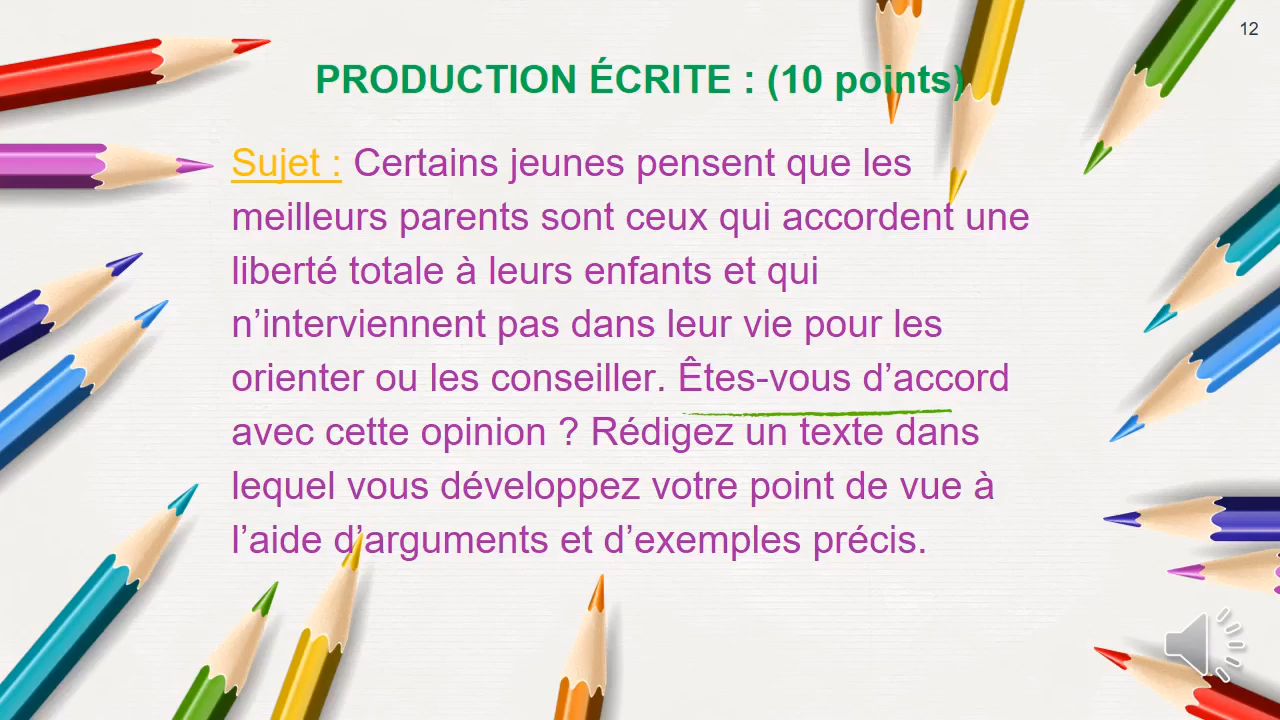 12
PRODUCTION ÉCRITE : (10 points)
Sujet : Certains jeunes pensent que les
meilleurs parents sont ceux qui accordent une
liberté totale à leurs enfants et qui
n’interviennent pas dans leur vie pour les
orienter ou les conseiller. Êtes-vous d’accord
avec cette opinion ? Rédigez un texte dans
lequel vous développez votre point de vue à
l’aide d’arguments et d’exemples précis.